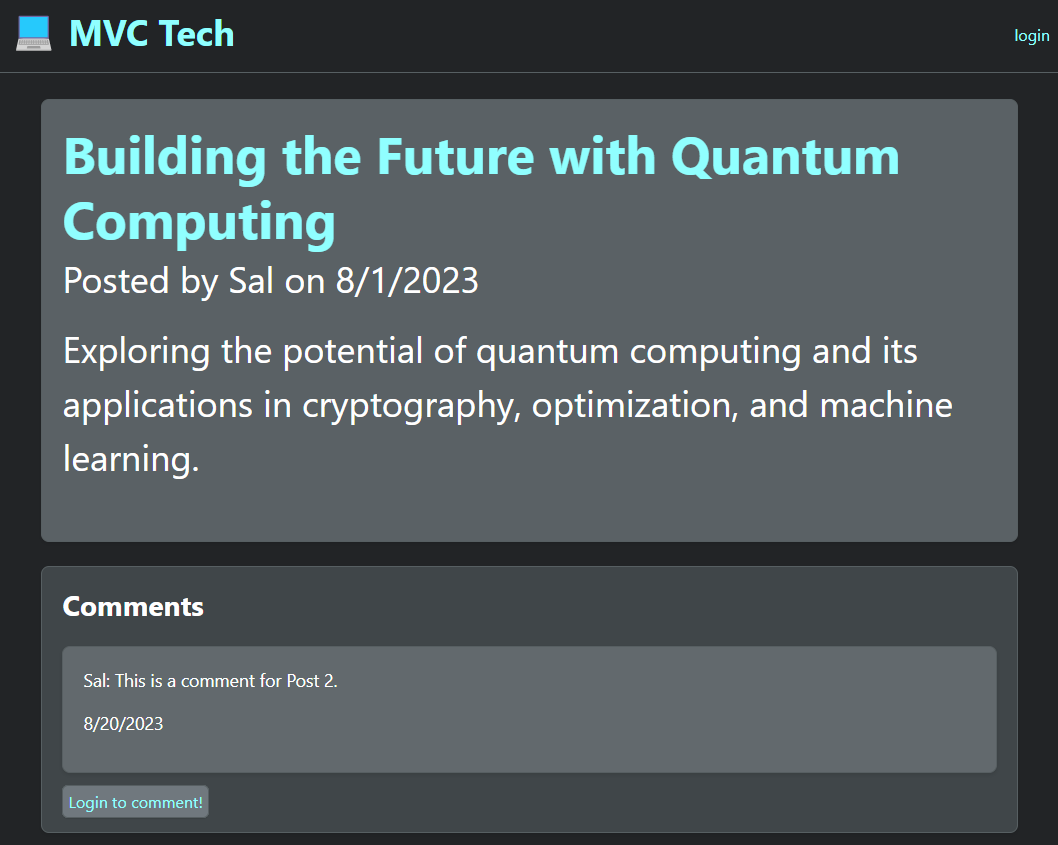 MVC Tech
login
Building the Future with Quantum
Computing
Posted by Sal on 8/1/2023
Exploring the potential of quantum computing and its
applications in cryptography, optimization, and machine
learning.
Comments
Sal: This is a comment for Post 2.
8/20/2023
Login to comment!